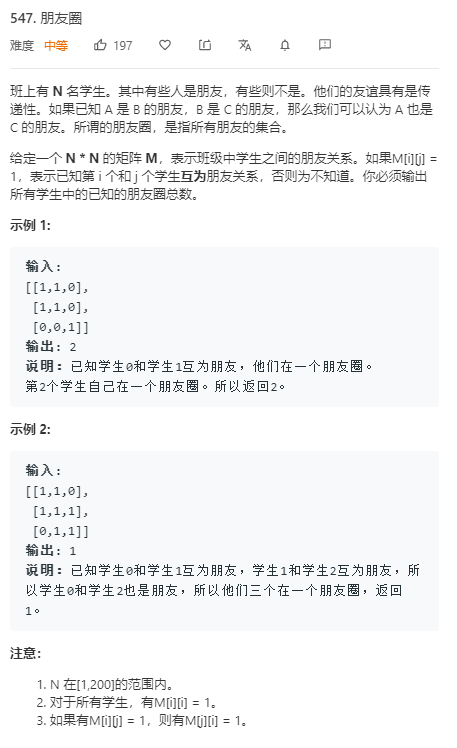 547. 朋友圈
难度 中等 197
班上有 N 名学生。其中有些人是朋友，有些则不是。他们的友谊具有是传
递性。如果已知 A 是 B 的朋友，B 是 C 的朋友，那么我们可以认为 A 也是
C 的朋友。所谓的朋友圈，是指所有朋友的集合。
给定一个 N * N 的矩阵 M，表示班级中学生之间的朋友关系。如果M[i][j] =
1，表示已知第 i 个和 j 个学生互为朋友关系，否则为不知道。你必须输出
所有学生中的已知的朋友圈总数。
示例 1:
输入:
[[1,1,0],
[1,1,0],
[0,0,1]]
输出: 2
说明: 已知学生0和学生1互为朋友，他们在一个朋友圈。
第2个学生自己在一个朋友圈。所以返回2。
示例 2:
输入:
[[1,1,0],
[1,1,1],
[0,1,1]]
输出: 1
说明: 已知学生0和学生1互为朋友，学生1和学生2互为朋友，所
以学生0和学生2也是朋友，所以他们三个在一个朋友圈，返回
1。
注意:
1. N 在[1,200]的范围内。
2. 对于所有学生，有M[i][i] = 1。
3. 如果有M[i][j] = 1，则有M[j][i] = 1。